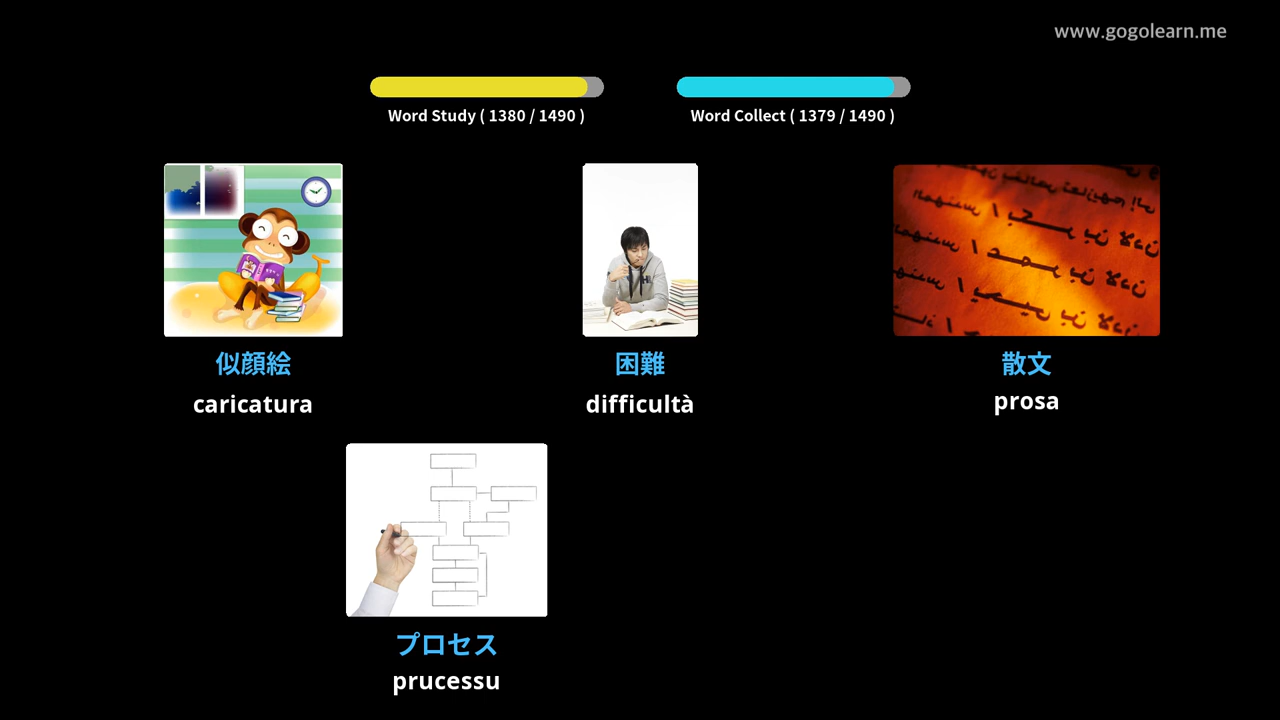 www.gogolearn.me
Word Study ( 1380 / 1490 )
Word Collect ( 1379 / 1490 )
似顔絵
caricatura
困難
difficultà
散文
prosa
プロセス
prucessu